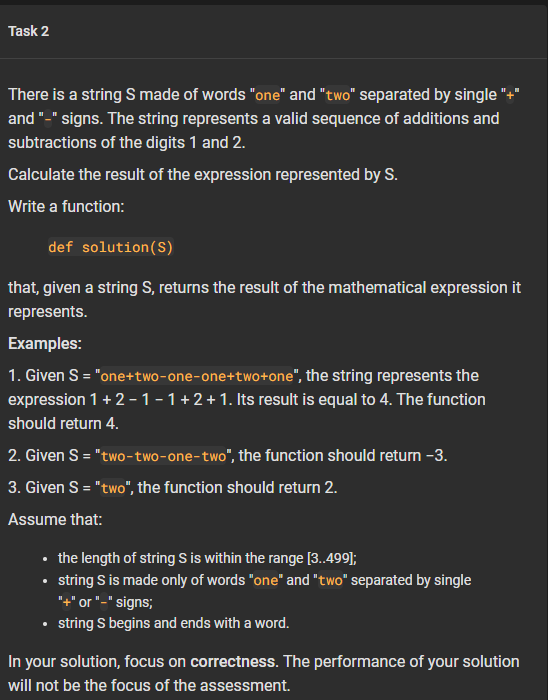 Task 2
There is a string S made of words "one" and "two" separated by single "+"
and "-" signs. The string represents a valid sequence of additions and
subtractions of the digits 1 and 2.
Calculate the result of the expression represented by S.
Write a function:
def solution(S)
that, given a string S, returns the result of the mathematical expression it
represents.
Examples:
1. Given S = "one+two-one-one+two+one", the string represents the
expression 1 + 2 − 1 − 1 + 2 + 1. Its result is equal to 4. The function
should return 4.
2. Given S = "two-two-one-two", the function should return −3.
3. Given S = "two", the function should return 2.
Assume that:
• the length of string S is within the range [3..499];
• string S is made only of words "one" and "two" separated by single
"+" or "-" signs;
• string S begins and ends with a word.
In your solution, focus on correctness. The performance of your solution
will not be the focus of the assessment.